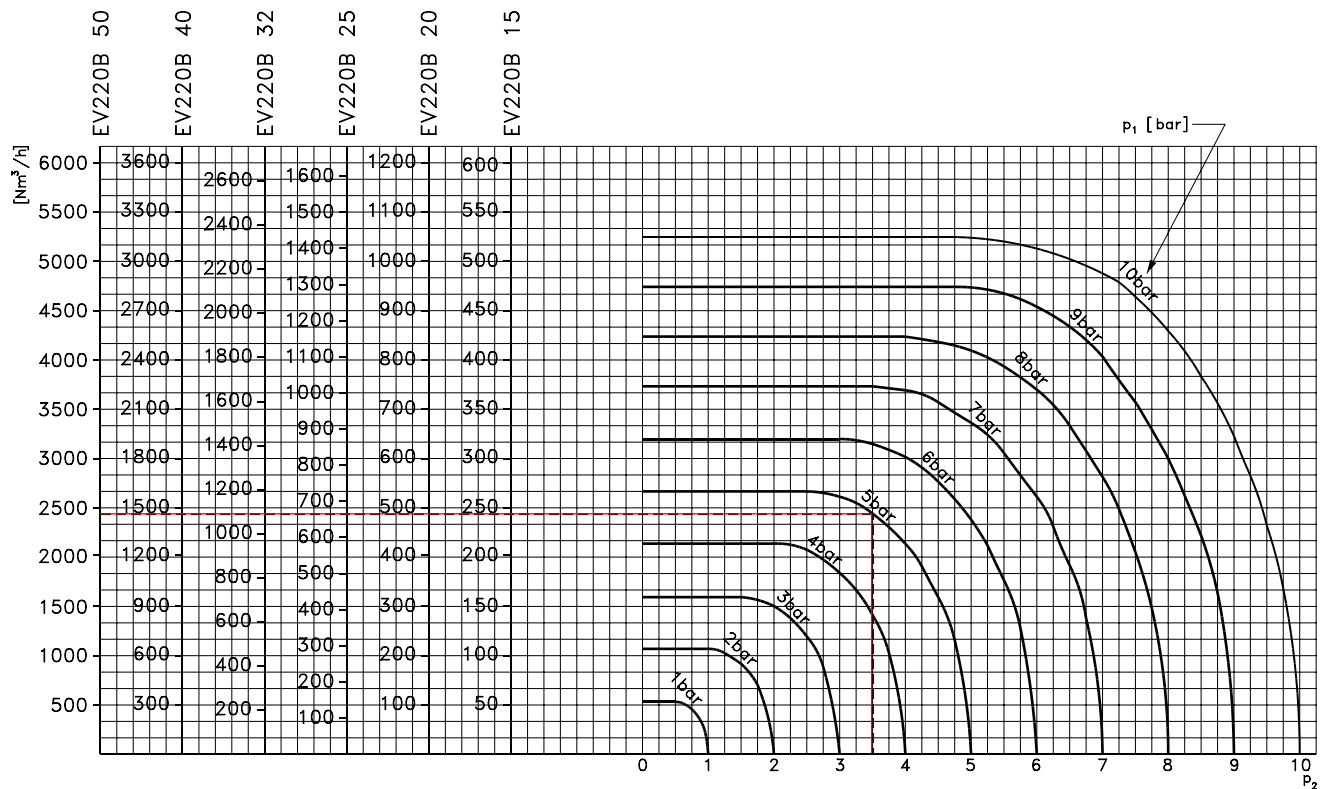 EV220B 50
EV220B 40
EV220B 32
EV220B 25
EV220B 20
EV220B 15
p₁ [bar]
[Nm³/h]
6000 3600 1200 600
2600 1600
5500 3300 1500 1100 550
2400 1400
5000 3000 1000 500
2200 1300
4500 2700 2000 900 450
1200
4000 2400 1800 1100 800 400
1000
3500 2100 1600 700 350
900
3000 1800 1400 800 600 300
1200 700
2500 1500 500 250
1000 600
2000 1200 400 200
800 500
1500 900 400 300 150
600
300
1000 600 400 200 100
200
500 300 200 100 50
100
10bar
9bar
8bar
7bar
6bar
5bar
4bar
3bar
2bar
1bar
0 1 2 3 4 5 6 7 8 9 10
p₂